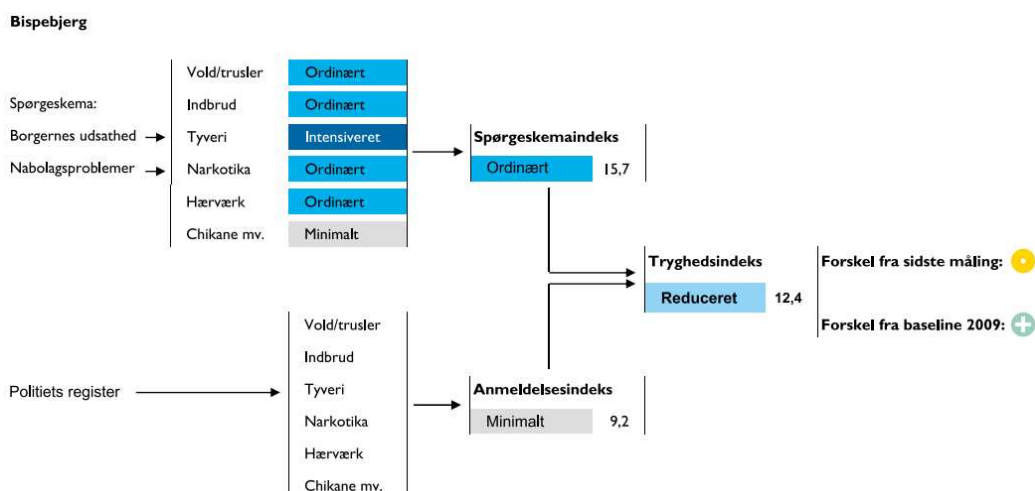 Bispebjerg
Spørgeskema:
Borgernes udsathed
Nabolagsproblemer
Vold/trusler Ordinært
Indbrud Ordinært
Tyveri Intensiveret
Narkotika Ordinært
Hærværk Ordinært
Chikane mv. Minimalt
Spørgeskemaindeks
Ordinært 15,7
Tryghedsindeks
Reduceret 12,4
Forskel fra sidste måling:
Forskel fra baseline 2009:
Politiets register
Vold/trusler
Indbrud
Tyveri
Narkotika
Hærværk
Chikane mv.
Anmeldelsesindeks
Minimalt 9,2